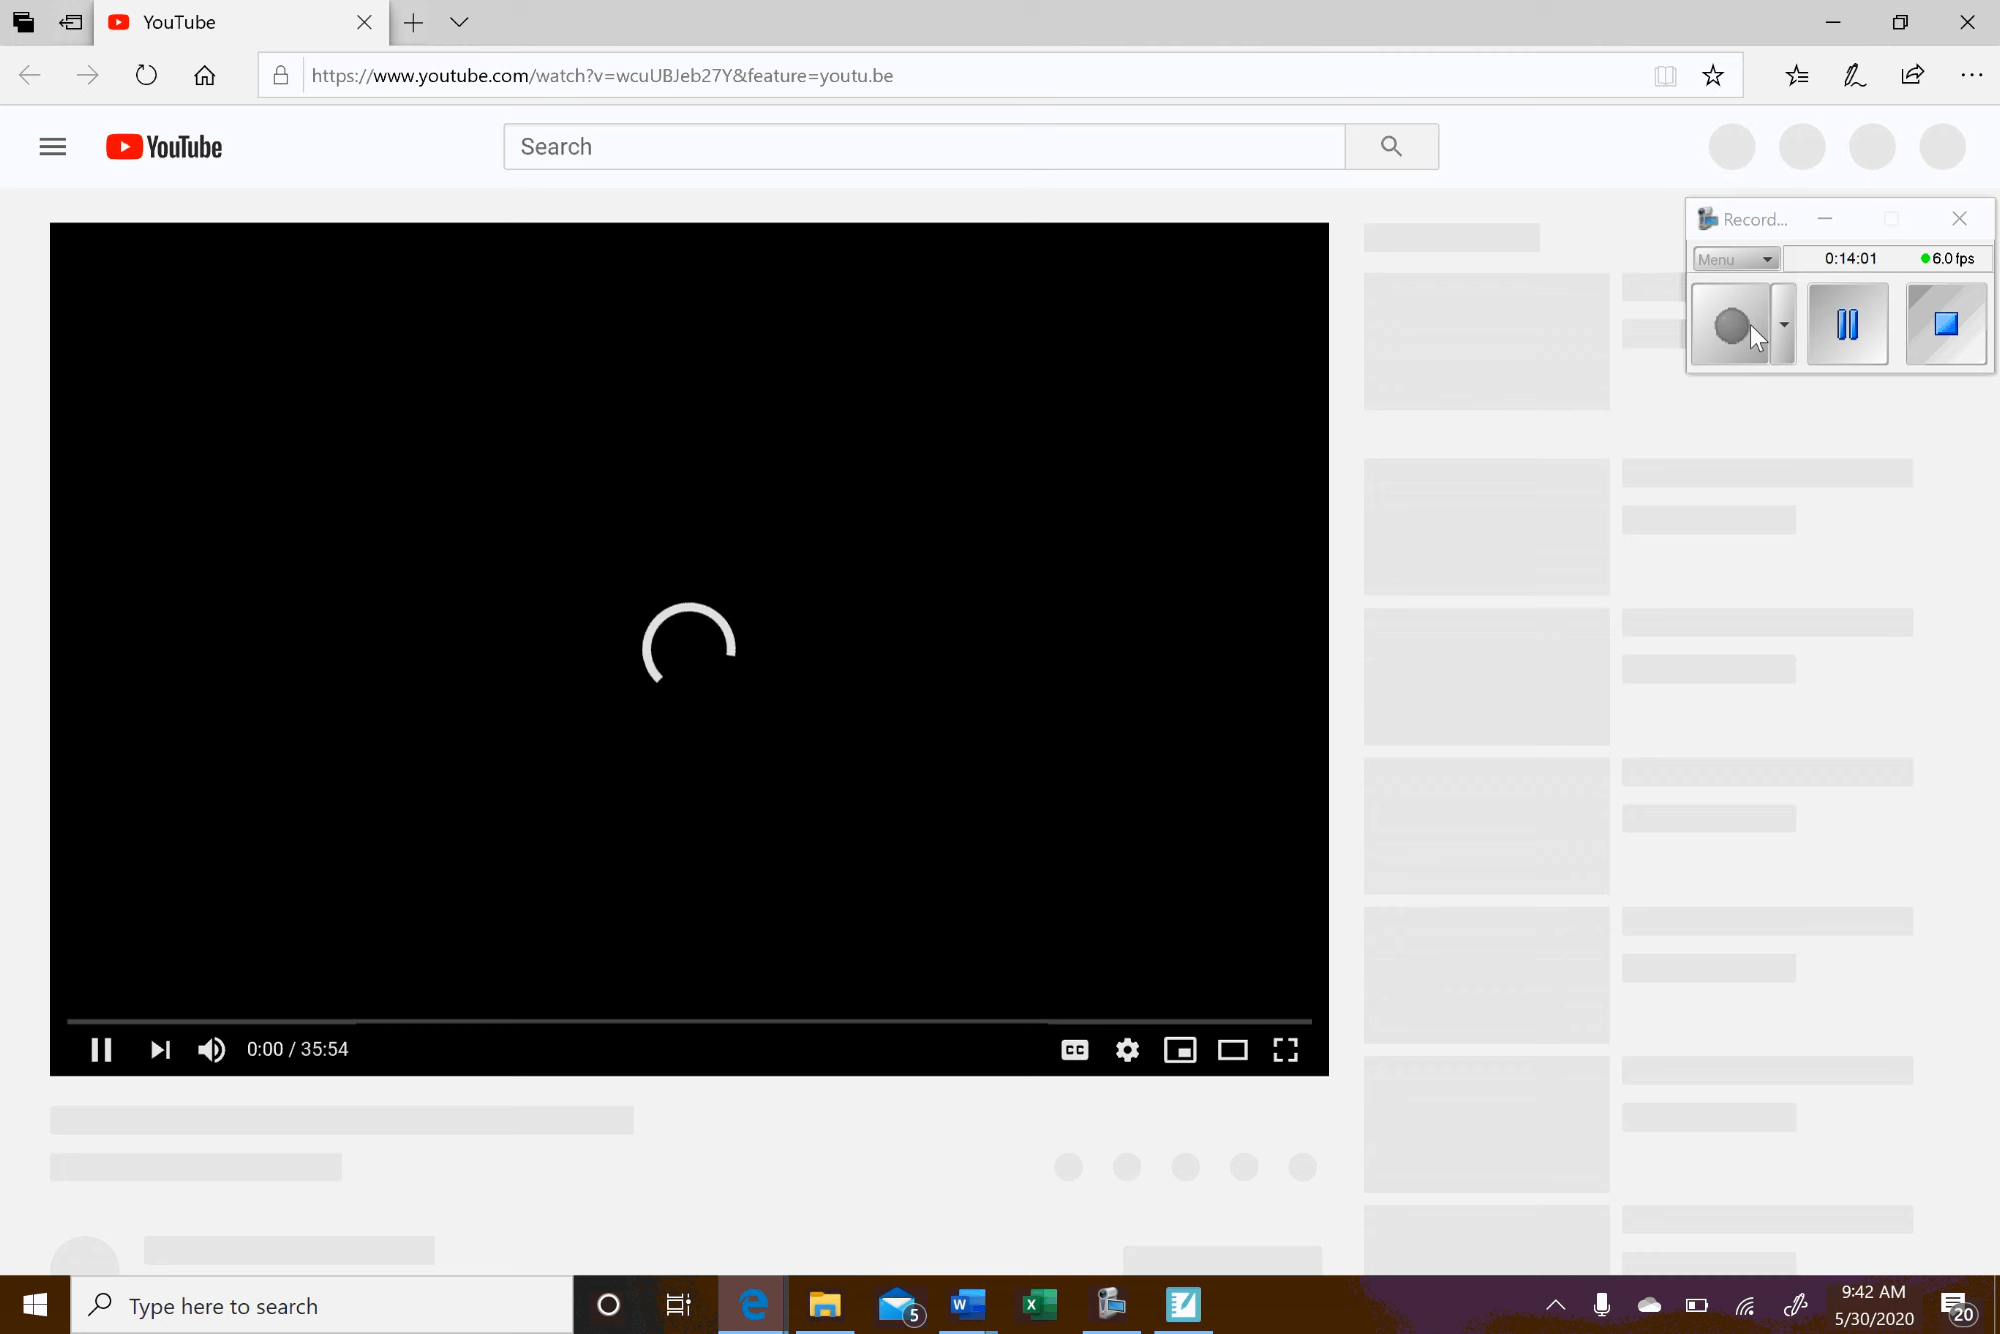 YouTube
https://www.youtube.com/watch?v=wcuUBJeb27Y&feature=youtu.be
YouTube
Search
Record...
Menu
0:14:01
6.0 fps
0:00 / 35:54
CC
Type here to search
5
W
X
9:42 AM
5/30/2020
20